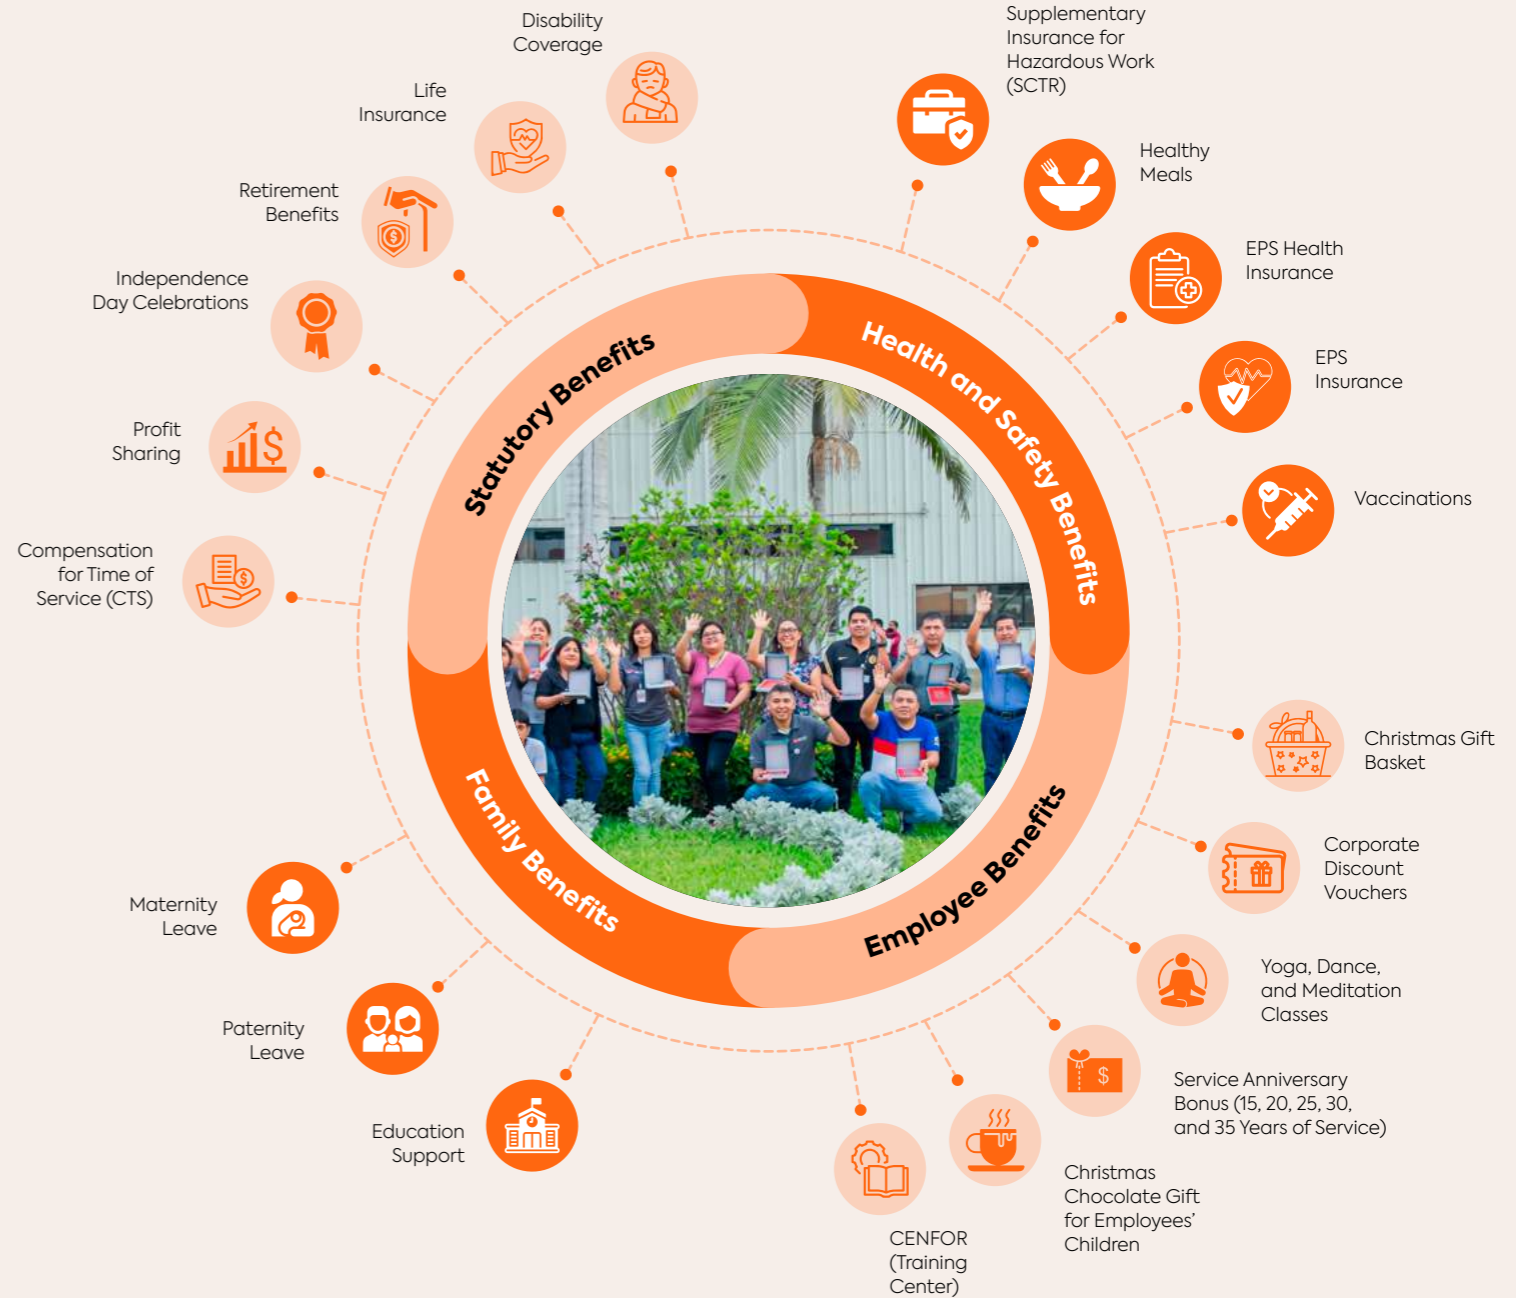 Statutory Benefits
Disability
Coverage
Life
Insurance
Retirement
Benefits
Independence
Day Celebrations
Profit
Sharing
Compensation
for Time of
Service (CTS)
Health and Safety Benefits
Supplementary
Insurance for
Hazardous Work
(SCTR)
Healthy
Meals
EPS Health
Insurance
EPS
Insurance
Vaccinations
Employee Benefits
Christmas Gift
Basket
Corporate
Discount
Vouchers
Yoga, Dance,
and Meditation
Classes
Service Anniversary
Bonus (15, 20, 25, 30,
and 35 Years of Service)
Christmas
Chocolate Gift
for Employees’
Children
CENFOR
(Training
Center)
Family Benefits
Maternity
Leave
Paternity
Leave
Education
Support